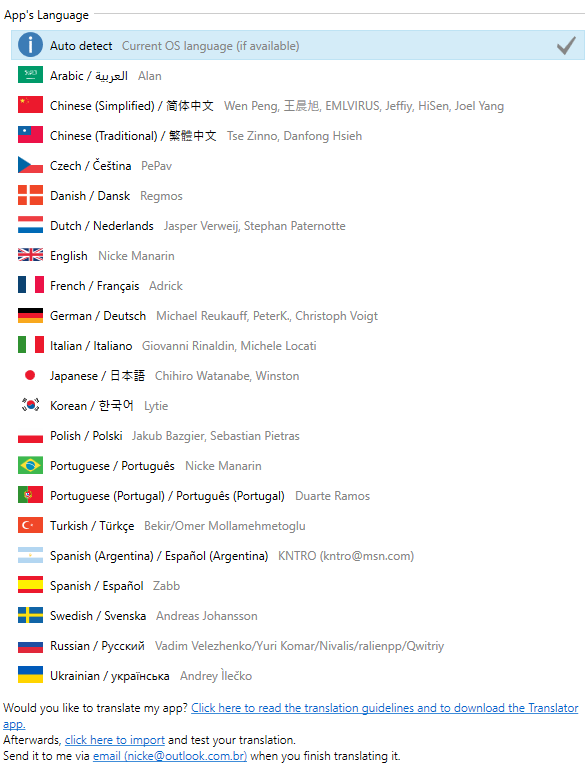 App's Language
Auto detect Current OS language (if available)
Arabic / العربية Alan
Chinese (Simplified) / 简体中文 Wen Peng, 王晨旭, EMLVIRUS, Jeffiy, HiSen, Joel Yang
Chinese (Traditional) / 繁體中文 Tse Zinno, Danfong Hsieh
Czech / Čeština PePav
Danish / Dansk Regmos
Dutch / Nederlands Jasper Verweij, Stephan Paternotte
English Nicke Manarin
French / Français Adrick
German / Deutsch Michael Reukauff, PeterK., Christoph Voigt
Italian / Italiano Giovanni Rinaldin, Michele Locati
Japanese / 日本語 Chihiro Watanabe, Winston
Korean / 한국어 Lytie
Polish / Polski Jakub Bazgier, Sebastian Pietras
Portuguese / Português Nicke Manarin
Portuguese (Portugal) / Português (Portugal) Duarte Ramos
Turkish / Türkçe Bekir/Omer Mollamehmetoglu
Spanish (Argentina) / Español (Argentina) KNTRO (kntro@msn.com)
Spanish / Español Zabb
Swedish / Svenska Andreas Johansson
Russian / Русский Vadim Velezhenko/Yuri Komar/Nivalis/ralienpp/Qwitriy
Ukrainian / українська Andrey Ìlečko
Would you like to translate my app? Click here to read the translation guidelines and to download the Translator
app.
Afterwards, click here to import and test your translation.
Send it to me via email (nicke@outlook.com.br) when you finish translating it.